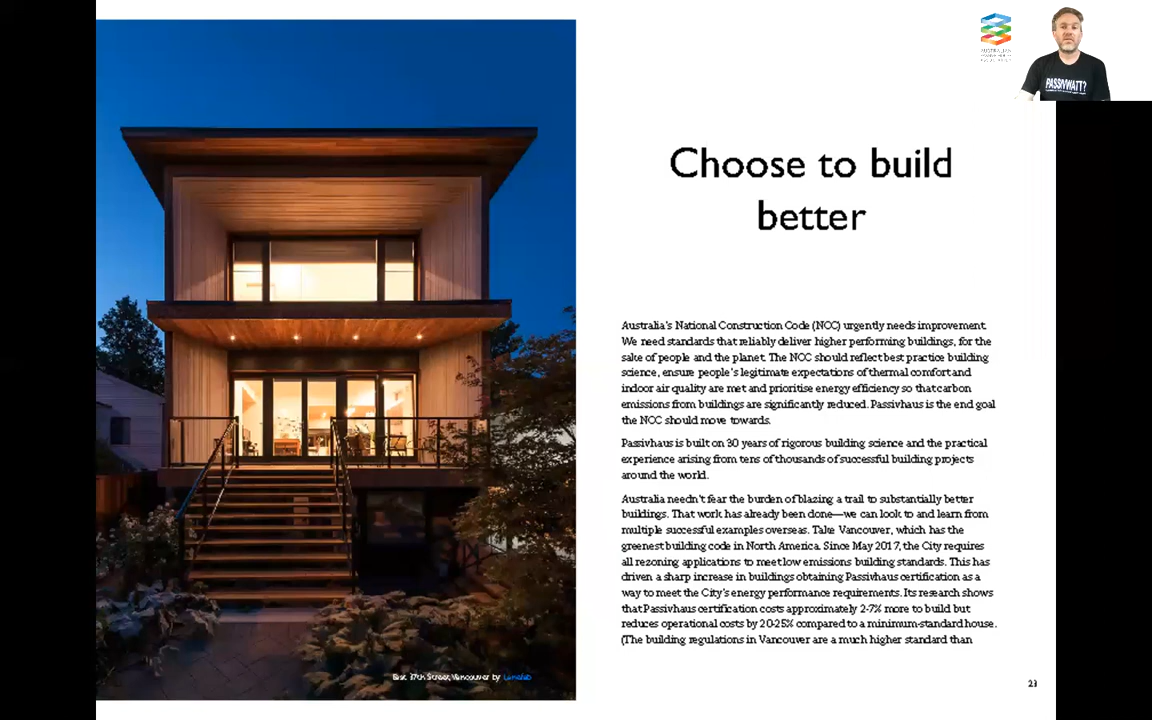 AUSTRALIAN
PASSIVWATT?
Choose to build
better
Australia's National Construction Code (NCC) urgently needs improvement.
We need standards that reliably deliver higher performing buildings, for the
sake of people and the planet. The NCC should reflect best practice building
science, ensure people's legitimate expectations of thermal comfort and
indoor air quality are met and prioritise energy efficiency so that carbon
emissions from buildings are significantly reduced. Passivhaus is the end goal
the NCC should move towards.
Passivhaus is built on 30 years of rigorous building science and the practical
experience arising from tens of thousands of successful building projects
around the world.
Australia needn't fear the burden of blazing a trail to substantially better
buildings. That work has already been done—we can look to and learn from
multiple successful examples overseas. Take Vancouver, which has the
greenest building code in North America. Since May 2017, the City requires
all rezoning applications to meet low emissions building standards. This has
driven a sharp increase in buildings obtaining Passivhaus certification as a
way to meet the City's energy performance requirements. Its research shows
that Passivhaus certification costs approximately 2-7% more to build but
reduces operational costs by 20-25% compared to a minimum-standard house.
(The building regulations in Vancouver are a much higher standard than
East 37th Street, Vancouver by
23